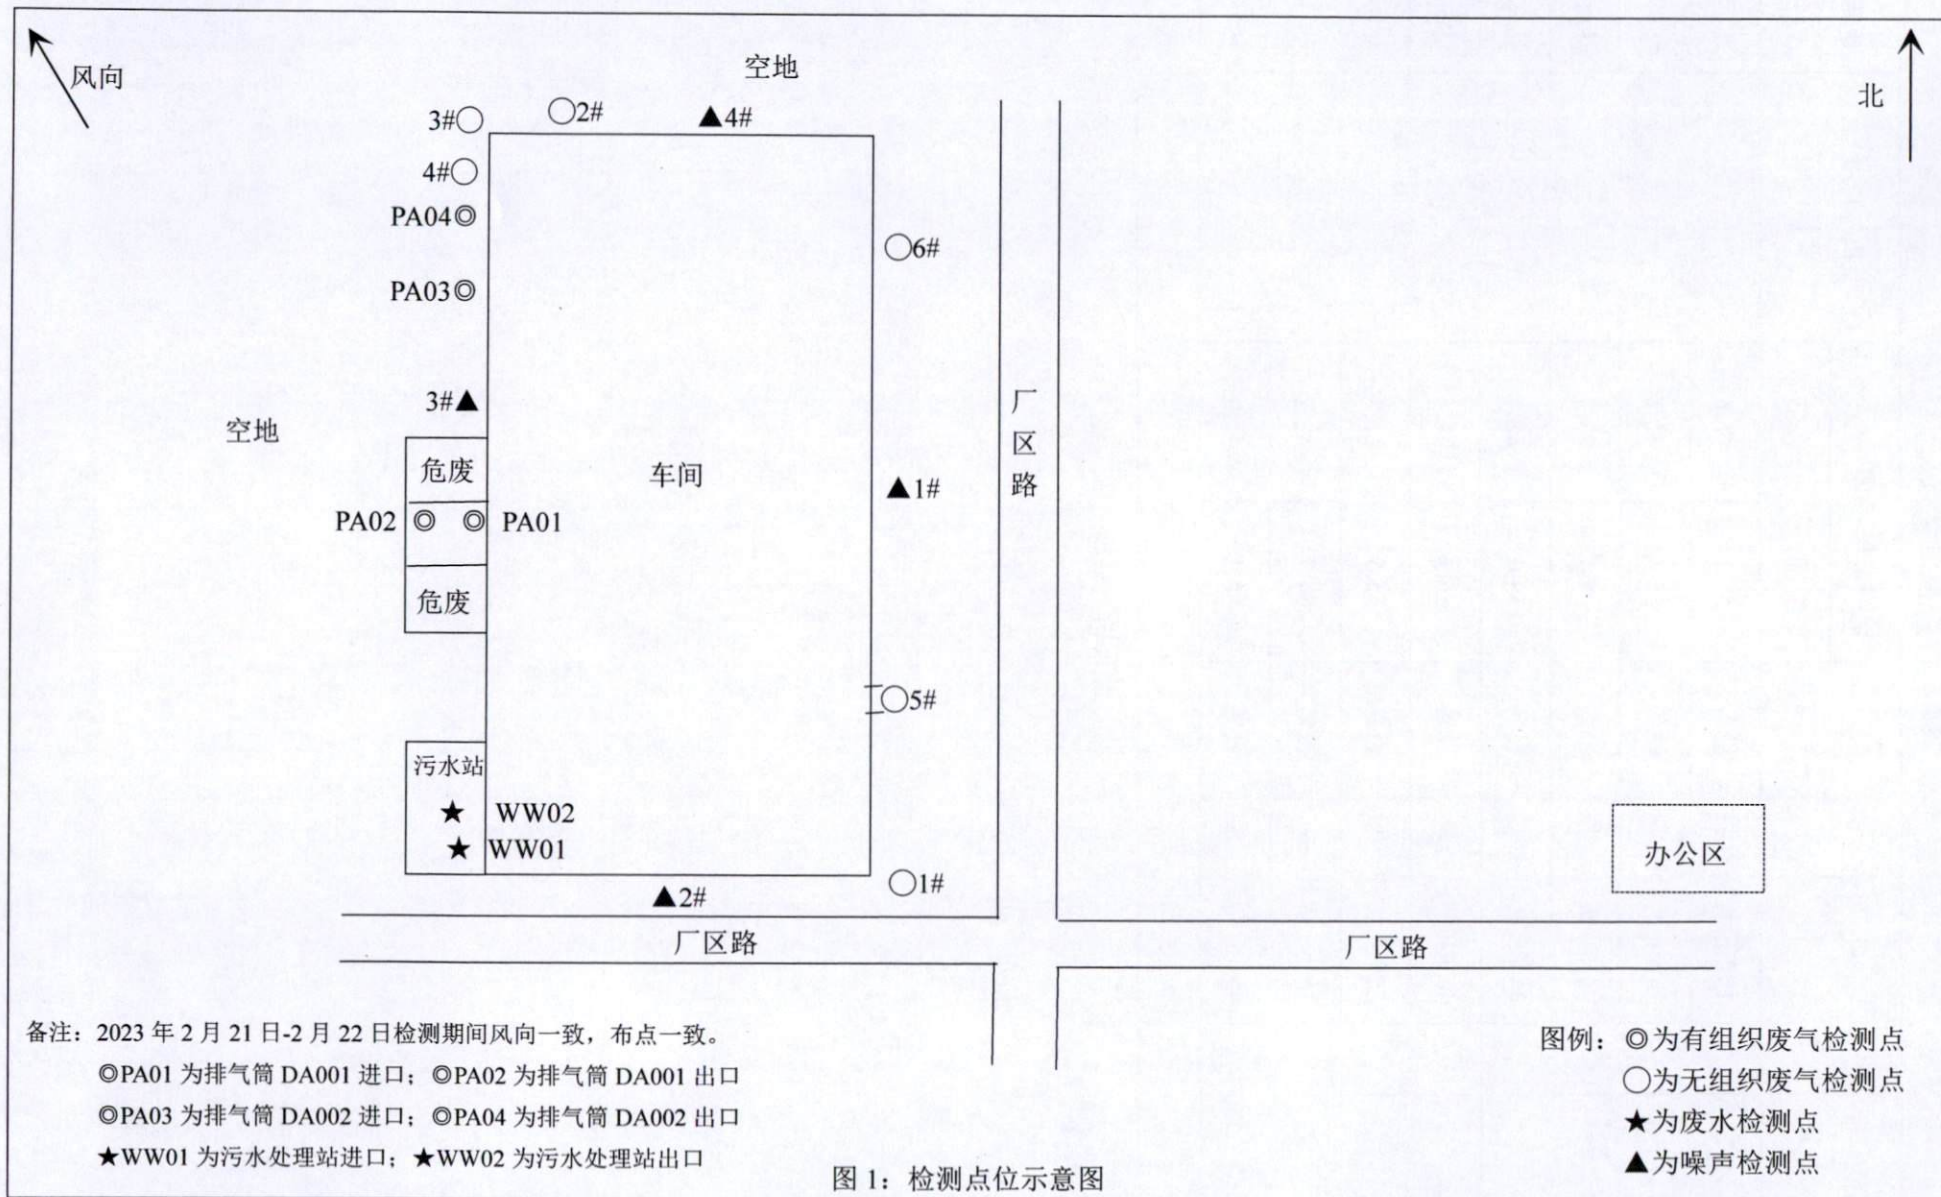 风向
空地
北
3#○
○2#
▲4#
4#○
PA04◎
○6#
PA03◎
3#▲
厂区路
空地
危废
车间
▲1#
PA02◎
◎PA01
危废
○5#
污水站
★ WW02
★ WW01
办公区
▲2#
○1#
厂区路
厂区路
备注：2023 年 2 月 21 日-2 月 22 日检测期间风向一致，布点一致。
◎PA01 为排气筒 DA001 进口；◎PA02 为排气筒 DA001 出口
◎PA03 为排气筒 DA002 进口；◎PA04 为排气筒 DA002 出口
★WW01 为污水处理站进口；★WW02 为污水处理站出口
图例：◎为有组织废气检测点
○为无组织废气检测点
★为废水检测点
▲为噪声检测点
图 1：检测点位示意图